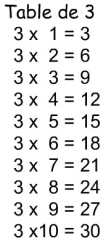 Table de 3
3 x 1 = 3
3 x 2 = 6
3 x 3 = 9
3 x 4 = 12
3 x 5 = 15
3 x 6 = 18
3 x 7 = 21
3 x 8 = 24
3 x 9 = 27
3 x10 = 30